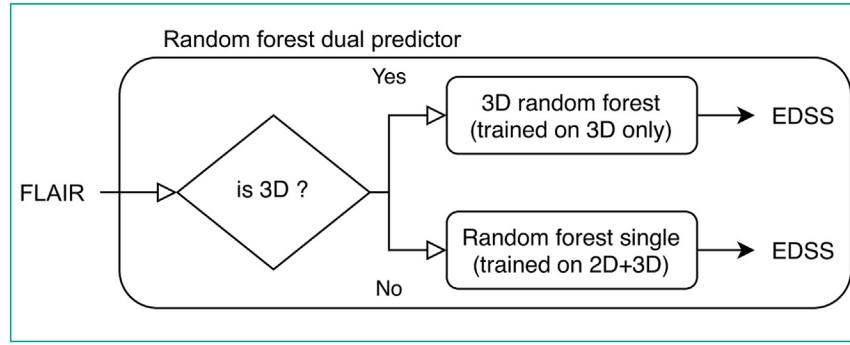 Random forest dual predictor
Yes
3D random forest
(trained on 3D only)
EDSS
FLAIR
is 3D ?
Random forest single
(trained on 2D+3D)
EDSS
No